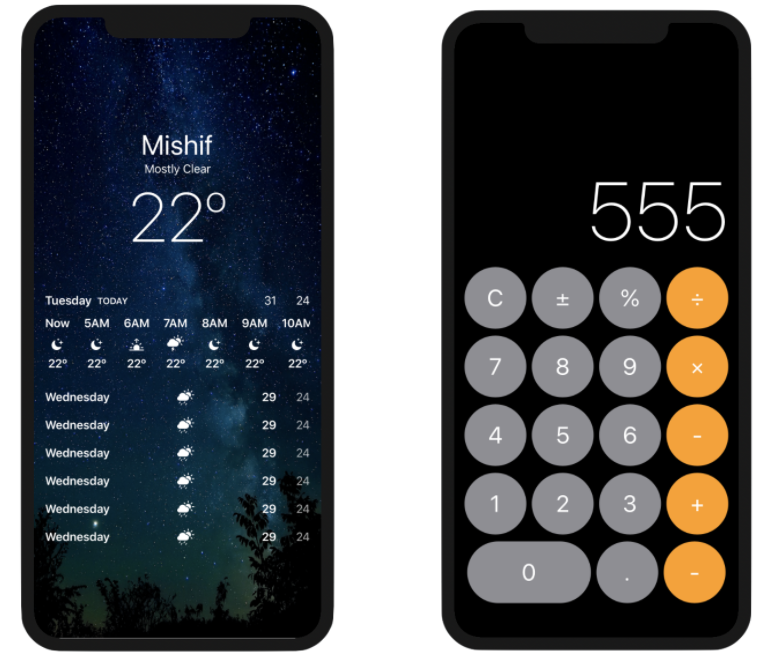 Mishif
Mostly Clear
22°
Tuesday TODAY 31 24
Now 5AM 6AM 7AM 8AM 9AM 10AM
22° 22° 22° 22° 22° 22° 22°
Wednesday 29 24
Wednesday 29 24
Wednesday 29 24
Wednesday 29 24
Wednesday 29 24
Wednesday 29 24
555
C ± % ÷
7 8 9 ×
4 5 6 -
1 2 3 +
0 . -